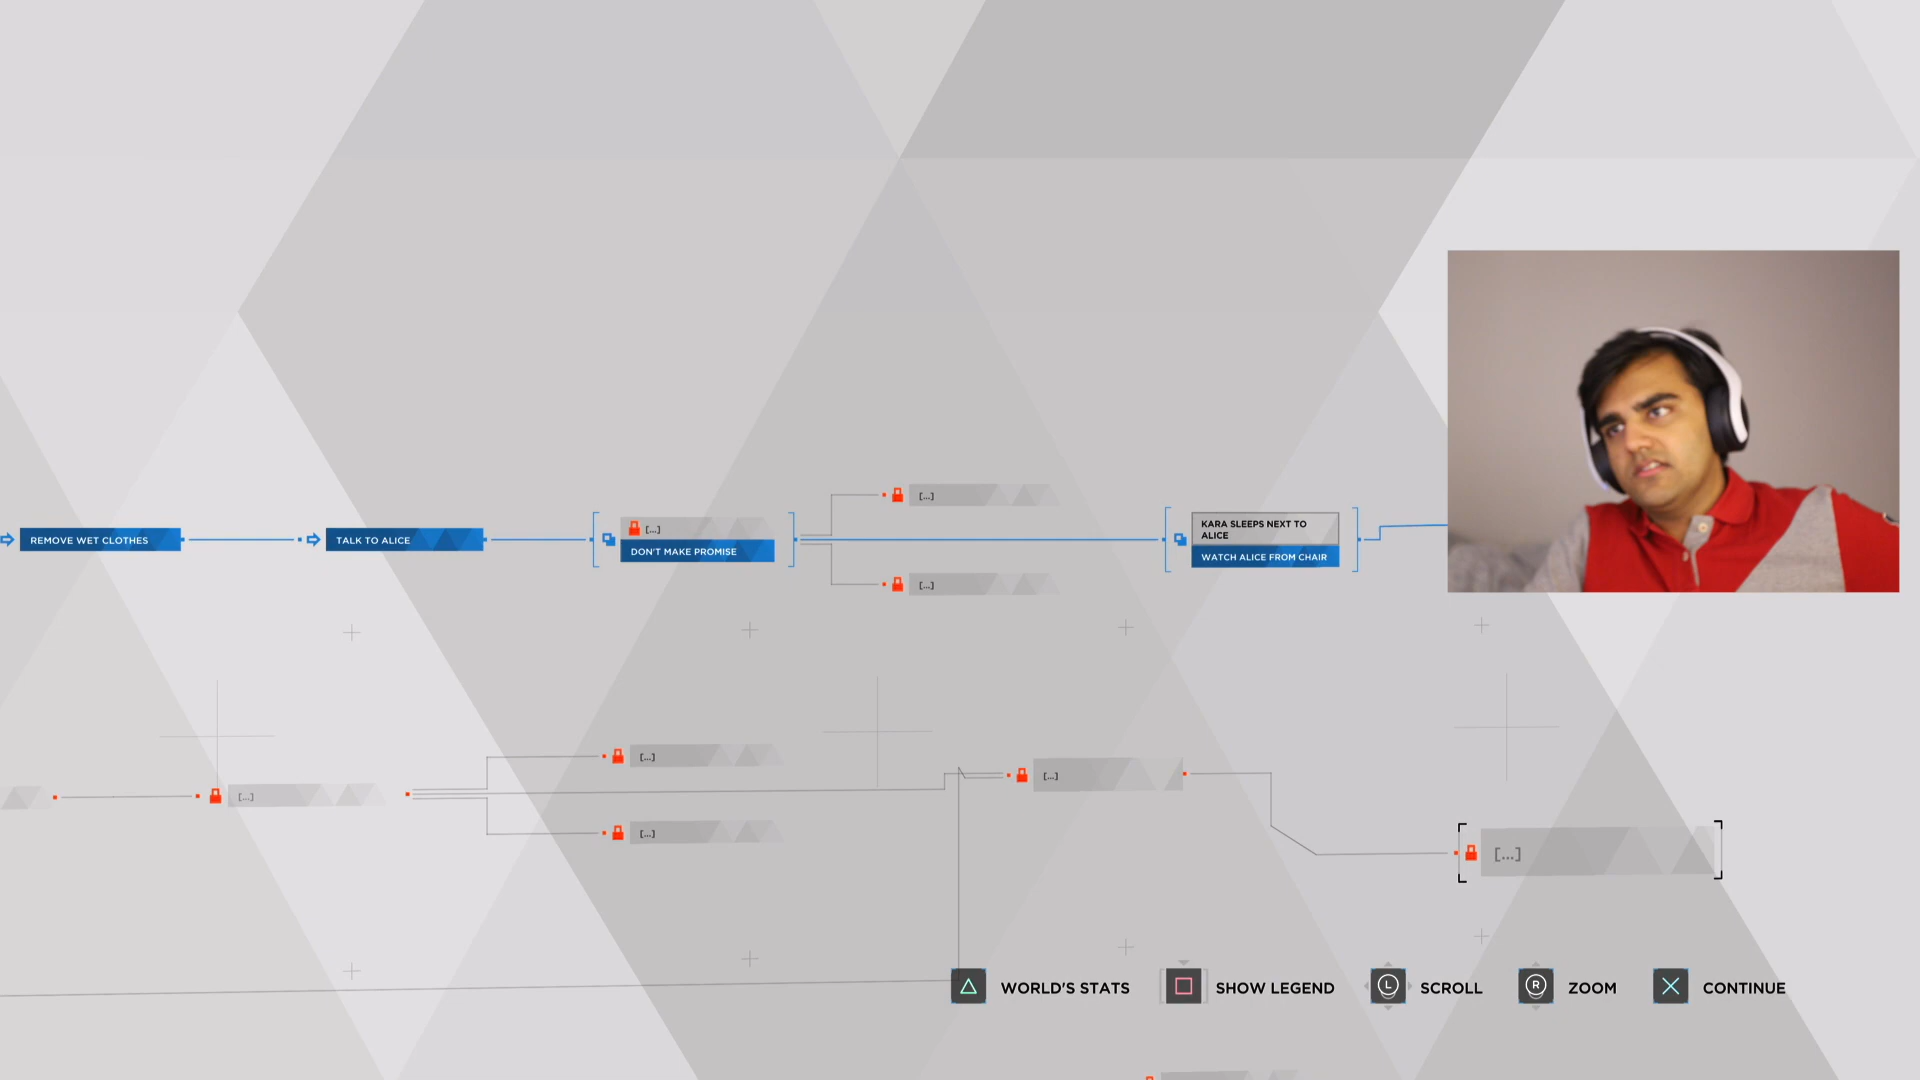 [...]
KARA SLEEPS NEXT TO
ALICE
REMOVE WET CLOTHES
TALK TO ALICE
[...]
DON'T MAKE PROMISE
WATCH ALICE FROM CHAIR
[...]
[...]
[...]
[...]
[...]
[...]
WORLD'S STATS
SHOW LEGEND
L
SCROLL
R
ZOOM
CONTINUE